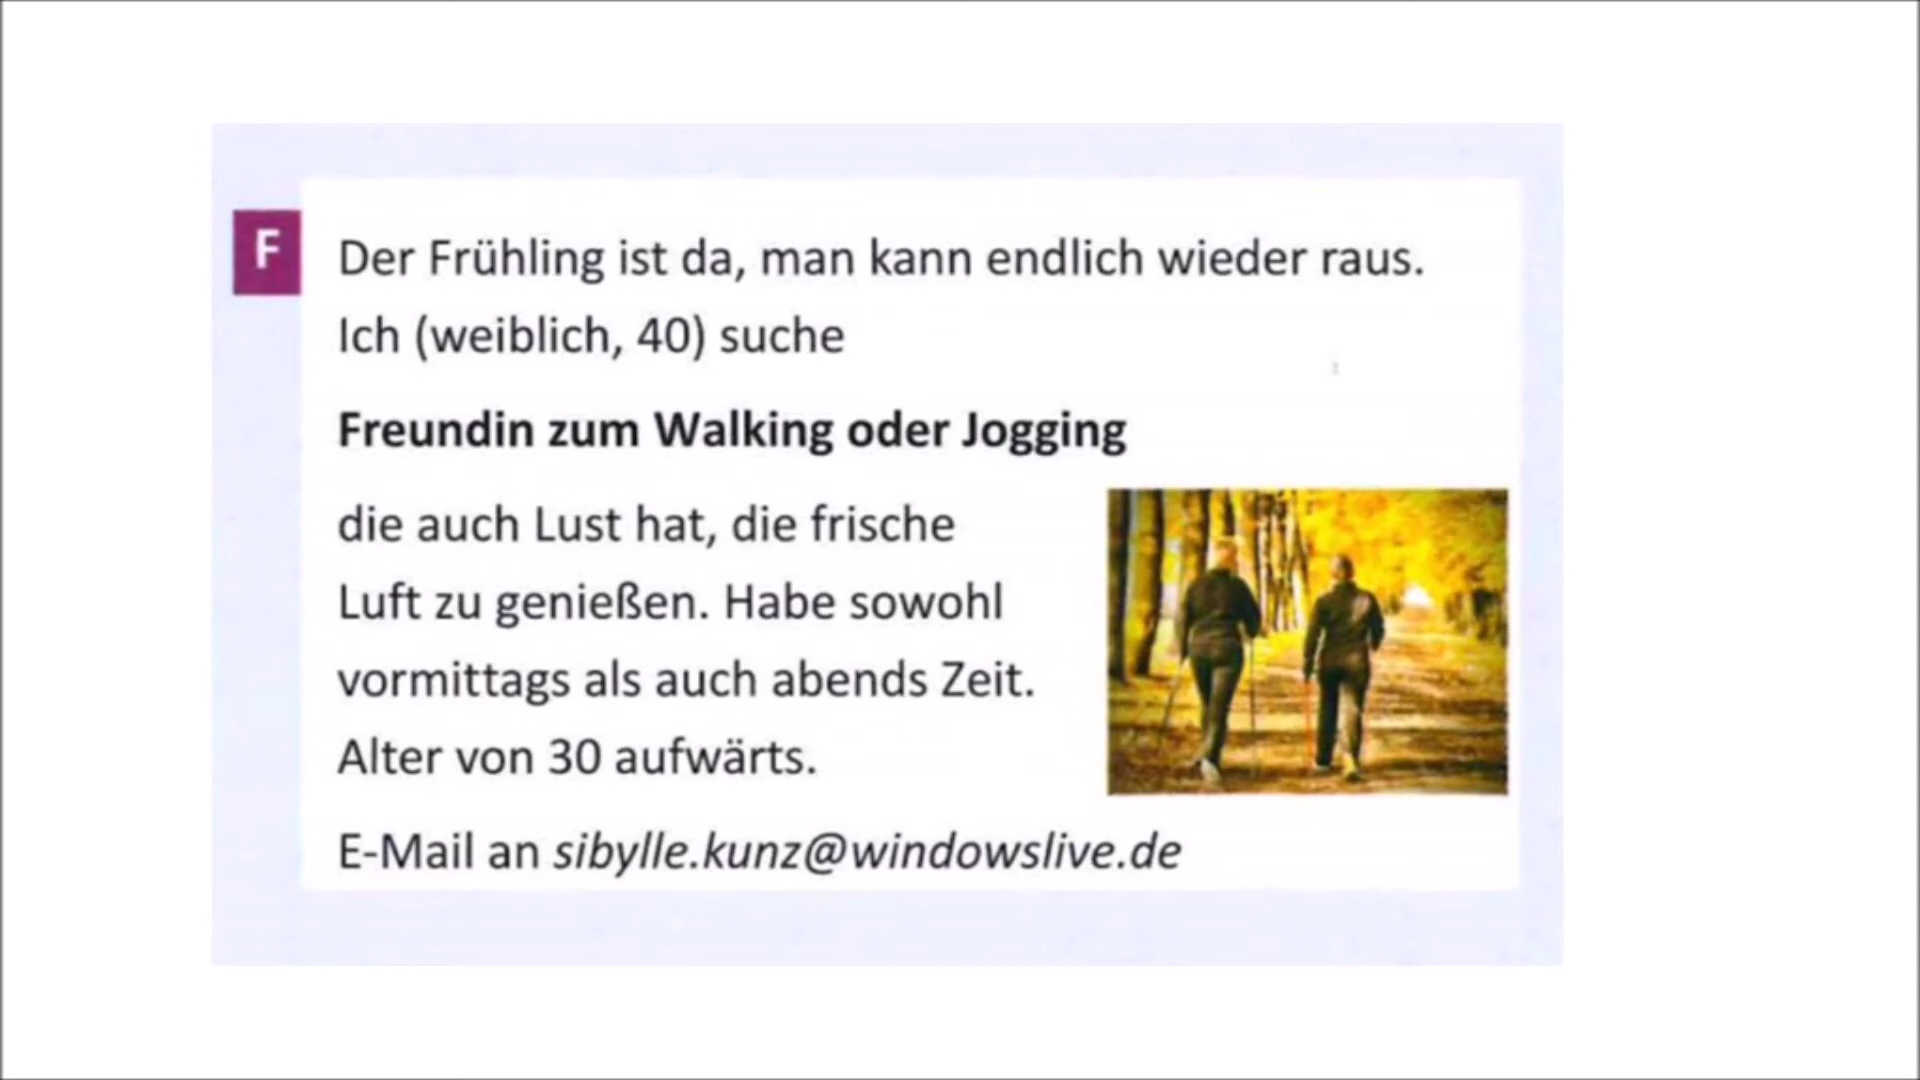 F
Der Frühling ist da, man kann endlich wieder raus.
Ich (weiblich, 40) suche
Freundin zum Walking oder Jogging
die auch Lust hat, die frische
Luft zu genießen. Habe sowohl
vormittags als auch abends Zeit.
Alter von 30 aufwärts.
E-Mail an sibylle.kunz@windowslive.de